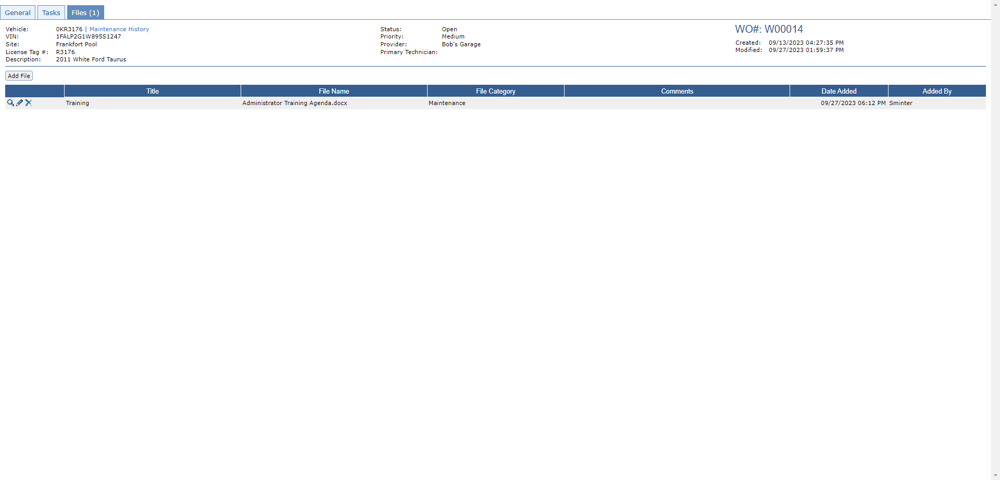 General Tasks Files (1)
Vehicle: 0KR3176 | Maintenance History
VIN: 1FALP2G1W895S1247
Site: Frankfort Pool
License Tag #: R3176
Description: 2011 White Ford Taurus
Status: Open
Priority: Medium
Provider: Bob's Garage
Primary Technician:
WO#: W00014
Created: 09/13/2023 04:27:35 PM
Modified: 09/27/2023 01:59:37 PM
Add File
Title File Name File Category Comments Date Added Added By
Training Administrator Training Agenda.docx Maintenance 09/27/2023 06:12 PM Sminter